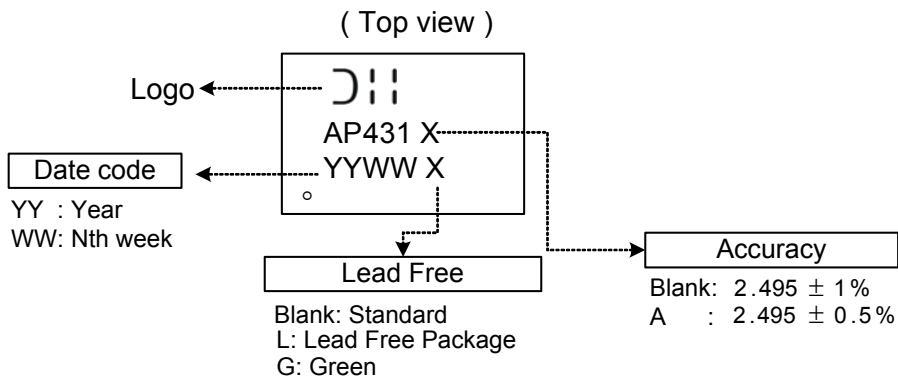 ( Top view )
Logo
AP431 X
YYWW X
Date code
YY : Year
WW: Nth week
Lead Free
Blank: Standard
L: Lead Free Package
G: Green
Accuracy
Blank: 2.495 ± 1%
A : 2.495 ± 0.5%